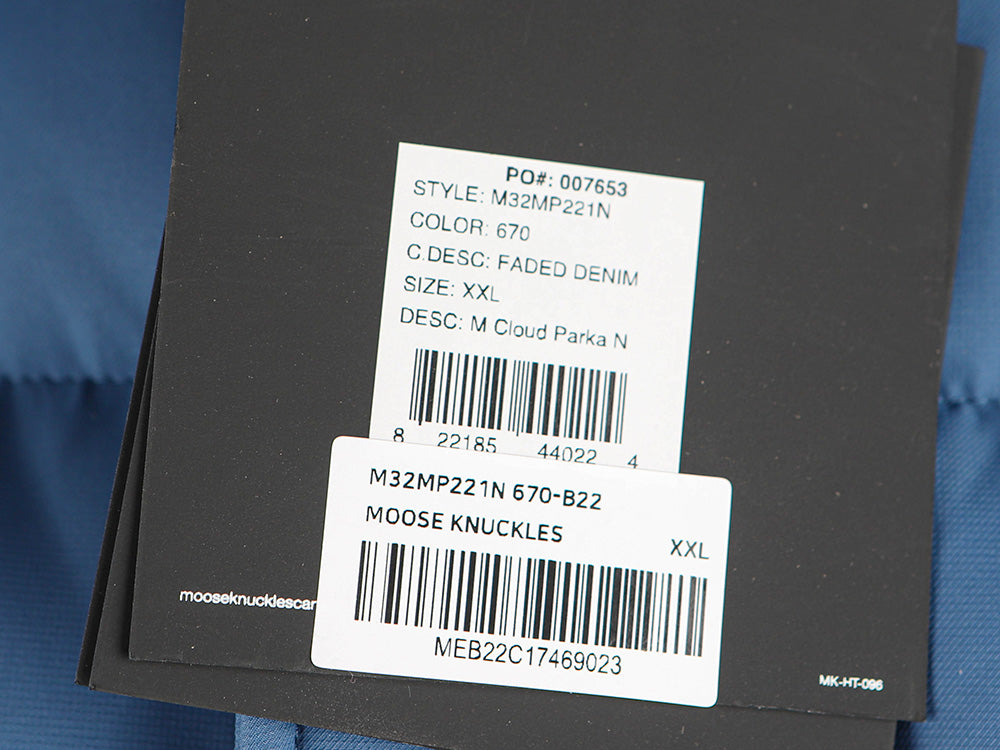 PO#: 007653
STYLE: M32MP221N
COLOR: 670
C.DESC: FADED DENIM
SIZE: XXL
DESC: M Cloud Parka N
8 22185 44022 4
M32MP221N 670-B22
MOOSE KNUCKLES
XXL
MEB22C17469023
mooseknucklescan
MK-HT-096